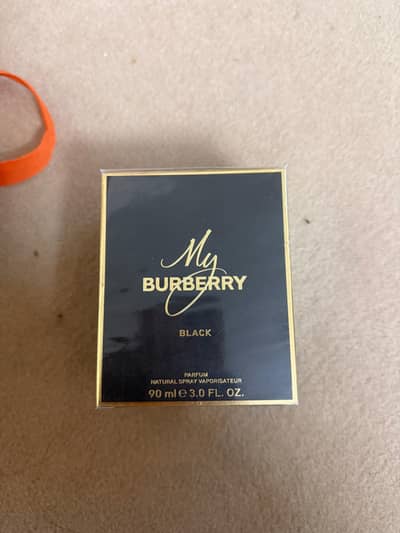 My
BURBERRY
BLACK
PARFUM
NATURAL SPRAY VAPORISATEUR
90 ml ℮ 3.0 FL. OZ.